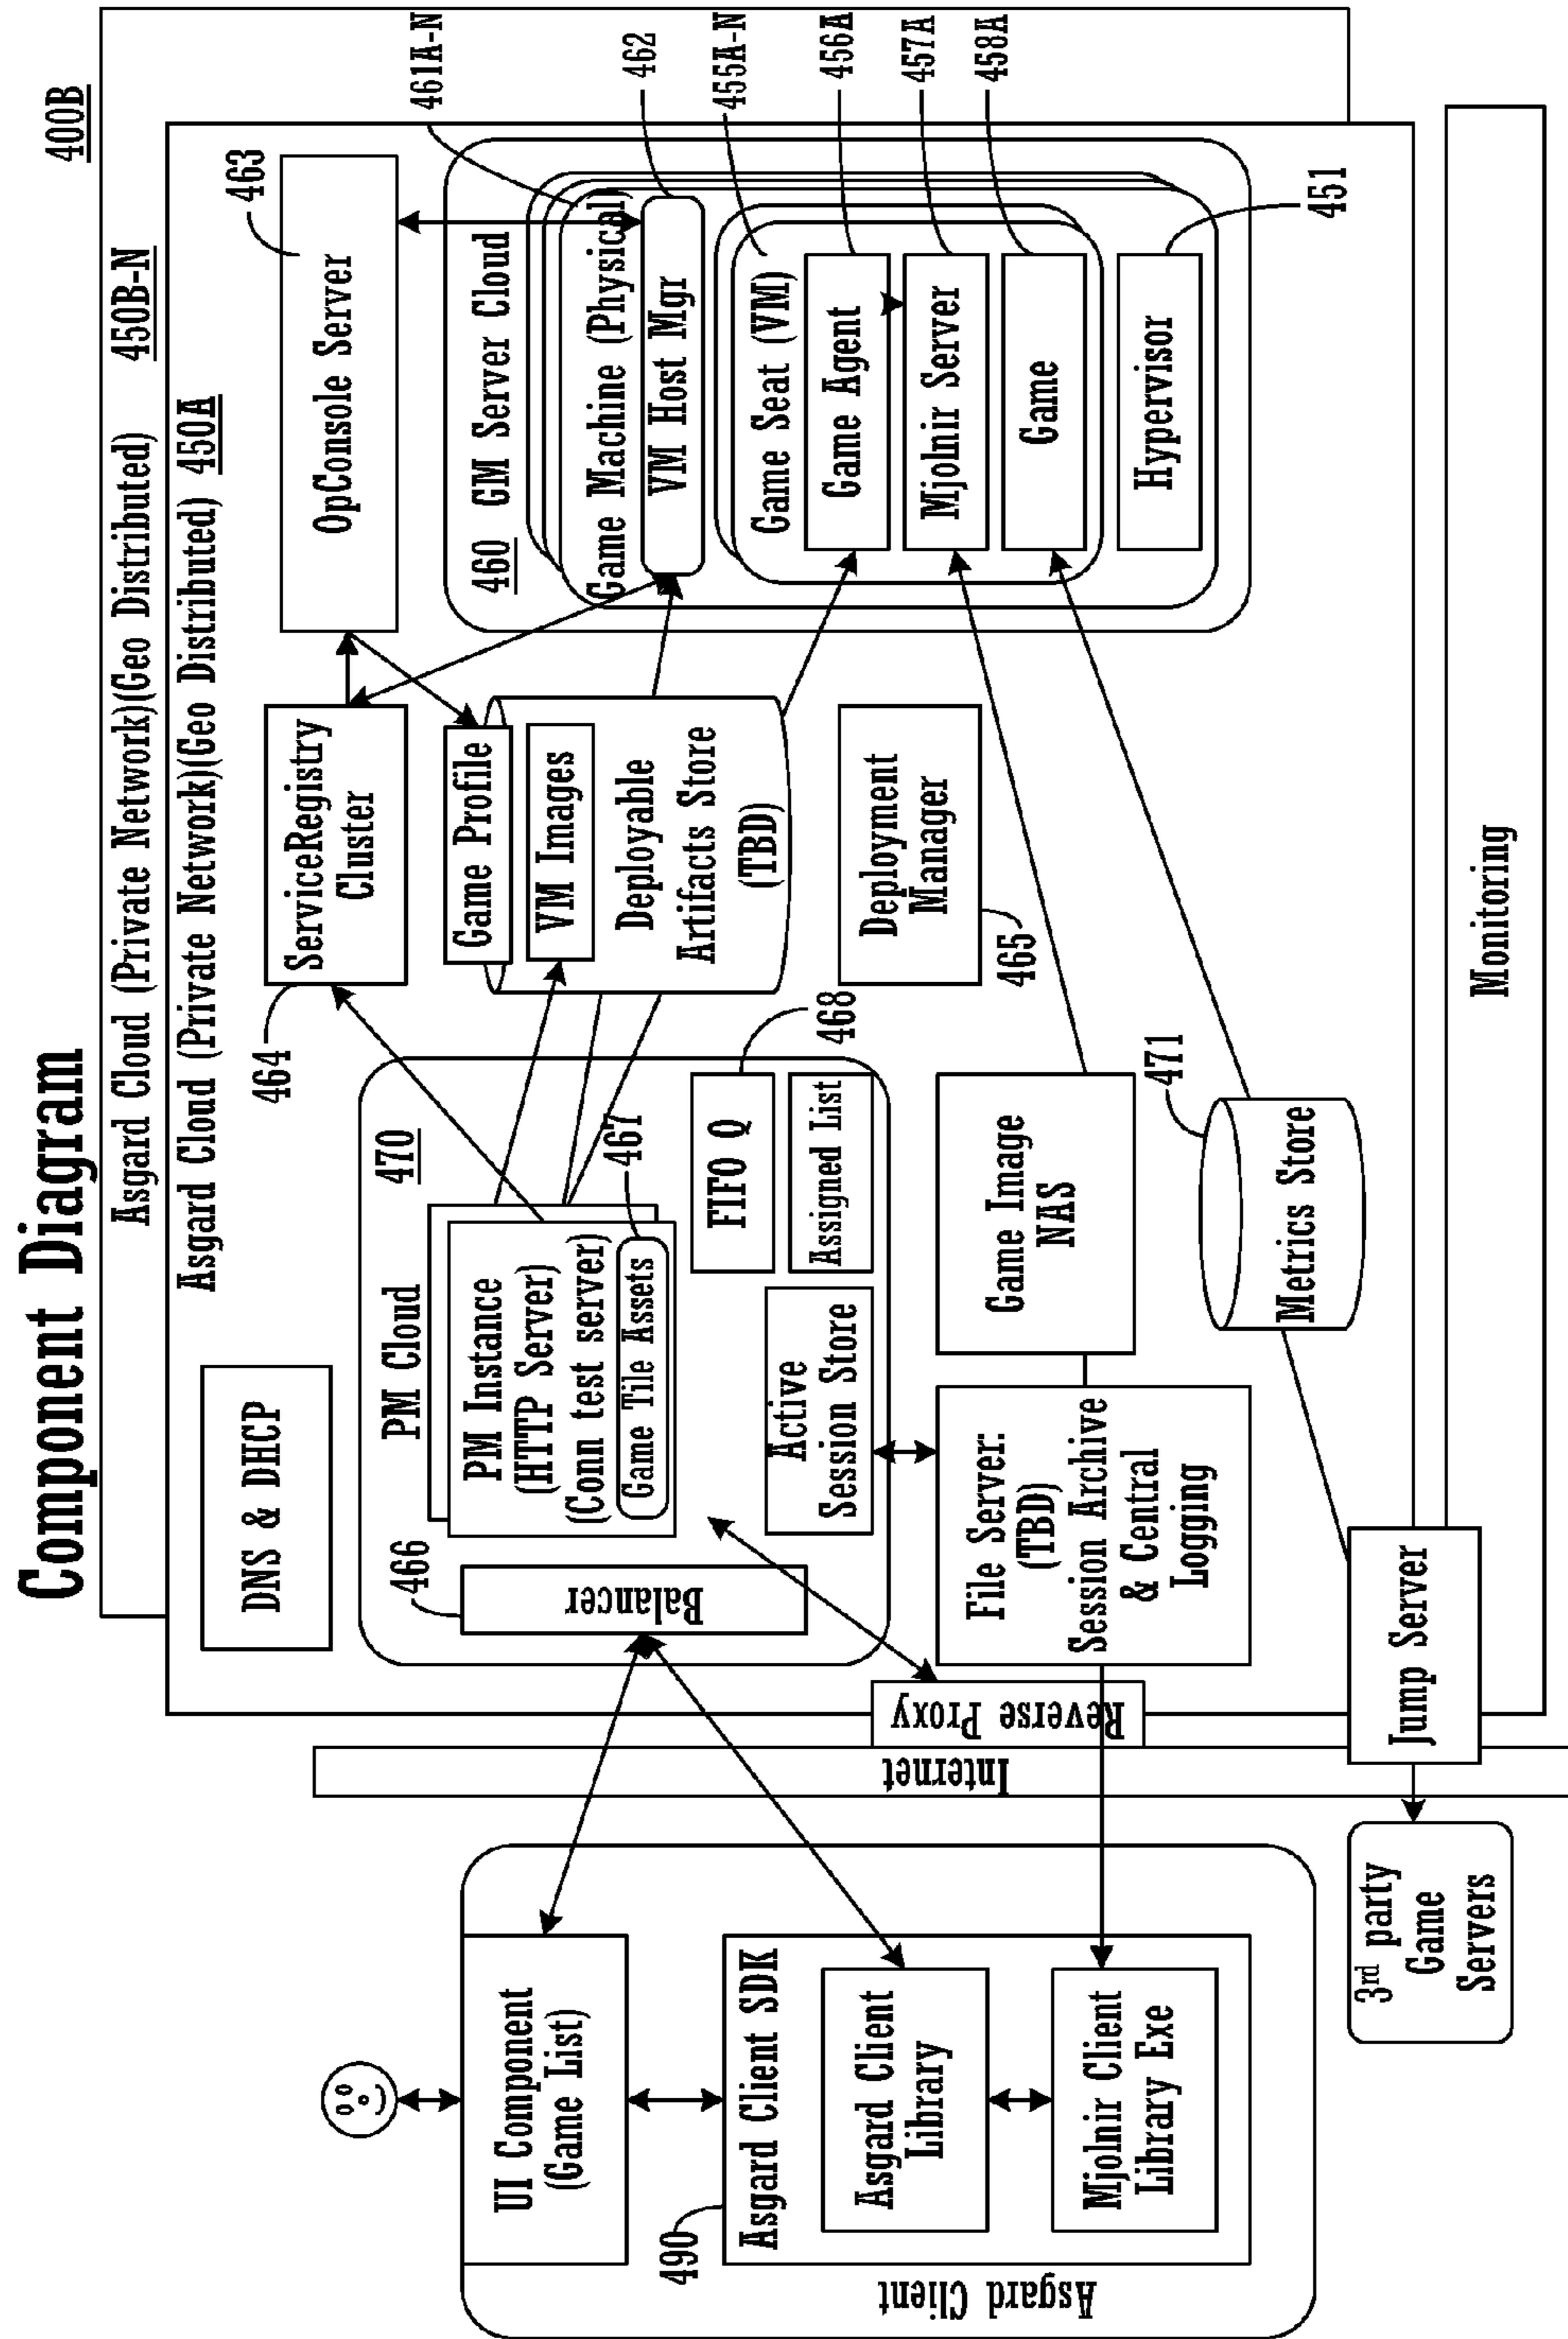 Component Diagram
400B
Asgard Cloud (Private Network)(Geo Distributed) 450B-N
Asgard Cloud (Private Network)(Geo Distributed) 450A
DNS & DHCP
464
ServiceRegistry
Cluster
463
OpConsole Server
461A-N
462
455A-N
456A
457A
458A
451
470
PM Cloud
PM Instance
(HTTP Server)
(Conn test server)
Game Tile Assets
467
466
Balancer
FIFO Q
468
Assigned List
Active
Session Store
Game Profile
VM Images
Deployable
Artifacts Store
(TBD)
Deployment
Manager
465
460 GM Server Cloud
Game Machine (Physical)
VM Host Mgr
Game Seat (VM)
Game Agent
Mjolnir Server
Game
Hypervisor
File Server:
(TBD)
Session Archive
& Central
Logging
Game Image
NAS
471
Metrics Store
Reverse Proxy
Internet
Jump Server
Monitoring
UI Component
(Game List)
490
Asgard Client SDK
Asgard Client
Library
Mjolnir Client
Library Exe
Asgard Client
3rd party
Game
Servers